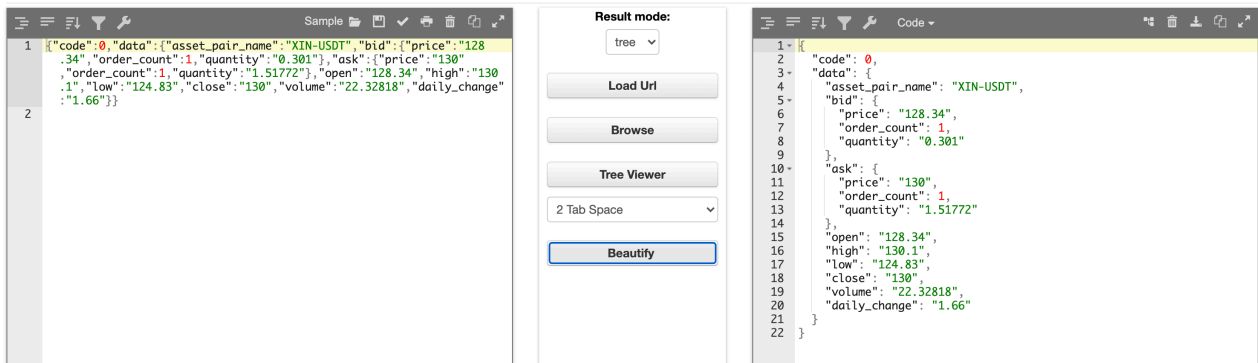 Sample
1 {"code":0,"data":{"asset_pair_name":"XIN-USDT","bid":{"price":"128
.34","order_count":1,"quantity":"0.301"},"ask":{"price":"130"
,"order_count":1,"quantity":"1.51772"},"open":"128.34","high":"130
.1","low":"124.83","close":"130","volume":"22.32818","daily_change"
:"1.66"}}
2
Result mode:
tree
Load Url
Browse
Tree Viewer
2 Tab Space
Beautify
Code
1 {
2 "code": 0,
3 "data": {
4 "asset_pair_name": "XIN-USDT",
5 "bid": {
6 "price": "128.34",
7 "order_count": 1,
8 "quantity": "0.301"
9 },
10 "ask": {
11 "price": "130",
12 "order_count": 1,
13 "quantity": "1.51772"
14 },
15 "open": "128.34",
16 "high": "130.1",
17 "low": "124.83",
18 "close": "130",
19 "volume": "22.32818",
20 "daily_change": "1.66"
21 }
22 }